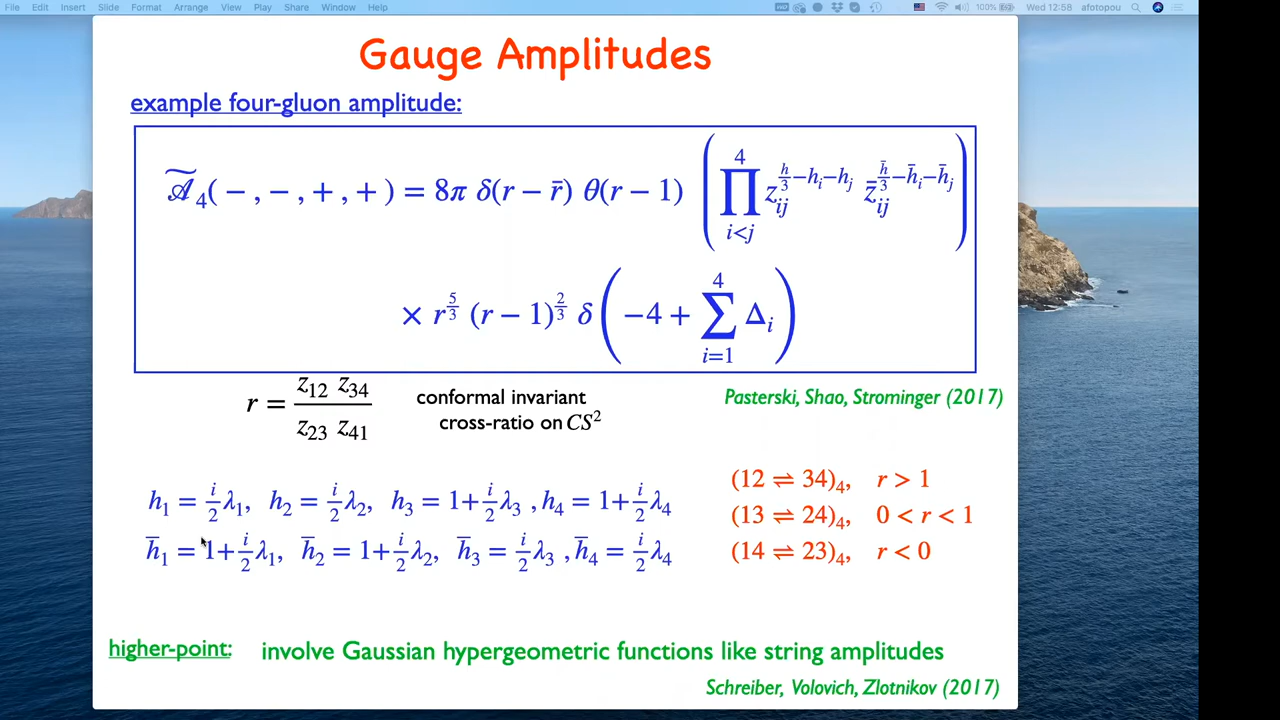 File Edit Insert Slide Format Arrange View Play Share Window Help 100% Wed 12:58 afotopou
Gauge Amplitudes
example four-gluon amplitude:
𝒜̃₄(−, −, +, +) = 8π δ(r − r̄) θ(r − 1) (∏_{i<j}^{4} z_{ij}^{h/3−h_i−h_j} z̄_{ij}^{h̄/3−h̄_i−h̄_j})
× r^{5/3} (r − 1)^{2/3} δ(−4 + ∑_{i=1}^{4} Δ_i)
r = z₁₂ z₃₄ / z₂₃ z₄₁
conformal invariant
cross-ratio on CS²
Pasterski, Shao, Strominger (2017)
h₁ = i/2 λ₁, h₂ = i/2 λ₂, h₃ = 1+ i/2 λ₃ , h₄ = 1+ i/2 λ₄
h̄₁ = 1+ i/2 λ₁, h̄₂ = 1+ i/2 λ₂, h̄₃ = i/2 λ₃ , h̄₄ = i/2 λ₄
(12 ⇌ 34)₄, r > 1
(13 ⇌ 24)₄, 0 < r < 1
(14 ⇌ 23)₄, r < 0
higher-point: involve Gaussian hypergeometric functions like string amplitudes
Schreiber, Volovich, Zlotnikov (2017)